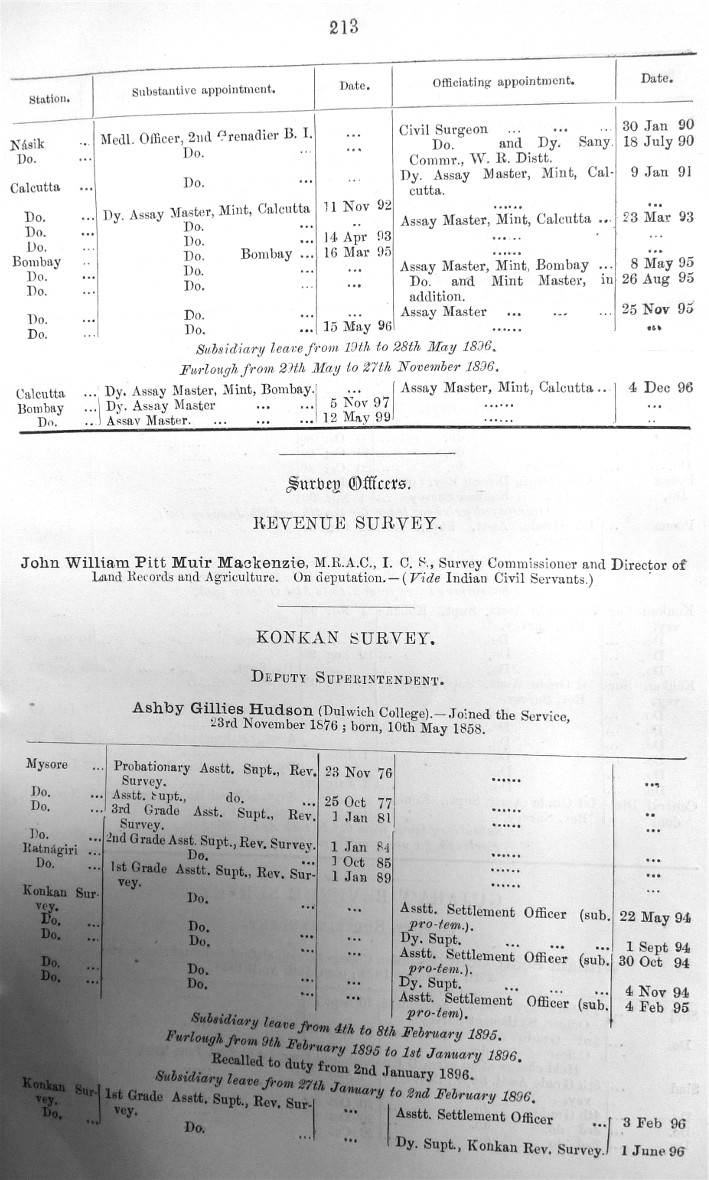 213
Station. Substantive appointment. Date. Officiating appointment. Date.
Násik ... Medl. Officer, 2nd Grenadier B. I. ... Civil Surgeon ... ... ... 30 Jan 90
Do. ... Do. ... ... Do. and Dy. Sany. 18 July 90
Commr., W. R. Distt.
Calcutta ... Do. ... ... Dy. Assay Master, Mint, Cal- 9 Jan 91
cutta.
Do. ... Dy. Assay Master, Mint, Calcutta 11 Nov 92 ...... ...
Do. ... Do. ... .. Assay Master, Mint, Calcutta ... 23 Mar 93
Do. ... Do. ... 14 Apr 93 ...... ...
Bombay .. Do. Bombay ... 16 Mar 95 ...... ...
Do. ... Do. ... ... Assay Master, Mint, Bombay ... 8 May 95
Do. ... Do. ... ... Do. and Mint Master, in 26 Aug 95
addition.
Do. ... Do. ... ... Assay Master ... ... ... 25 Nov 95
Do. ... Do. ... 15 May 96 ...... ...
Subsidiary leave from 19th to 28th May 1896.
Furlough from 29th May to 27th November 1896.
Calcutta ... Dy. Assay Master, Mint, Bombay. ... Assay Master, Mint, Calcutta ... 4 Dec 96
Bombay ... Dy. Assay Master ... ... 5 Nov 97 ...... ...
Do. ... Assay Master. ... ... ... 12 May 99 ...... ..
Survey Officers.
REVENUE SURVEY.
John William Pitt Muir Mackenzie, M.R.A.C., I. C. S., Survey Commissioner and Director of
Land Records and Agriculture. On deputation.—(Vide Indian Civil Servants.)
KONKAN SURVEY.
DEPUTY SUPERINTENDENT.
Ashby Gillies Hudson (Dulwich College).—Joined the Service,
23rd November 1876 ; born, 10th May 1858.
Mysore ... Probationary Asstt. Supt., Rev. 23 Nov 76 ...... ...
Survey.
Do. ... Asstt. Supt., do. ... 25 Oct 77 ...... ..
Do. ... 3rd Grade Asst. Supt., Rev. 1 Jan 81 ...... ...
Survey.
Do. ... 2nd Grade Asst. Supt., Rev. Survey. 1 Jan 84 ...... ...
Ratnágiri ... Do. ... 1 Oct 85 ...... ...
Do. ... 1st Grade Asstt. Supt., Rev. Sur- 1 Jan 89 ...... ...
vey.
Konkan Sur- Do. ... ... Asstt. Settlement Officer (sub. 22 May 94
vey. pro-tem.).
Do. ... Do. ... ... Dy. Supt. ... ... ... 1 Sept 94
Do. ... Do. ... ... Asstt. Settlement Officer (sub. 30 Oct 94
pro-tem.).
Do. ... Do. ... ... Dy. Supt. ... ... ... 4 Nov 94
Do. ... Do. ... ... Asstt. Settlement Officer (sub. 4 Feb 95
pro-tem).
Subsidiary leave from 4th to 8th February 1895.
Furlough from 9th February 1895 to 1st January 1896.
Recalled to duty from 2nd January 1896.
Subsidiary leave from 27th January to 2nd February 1896.
Konkan Sur- 1st Grade Asstt. Supt., Rev. Sur- ... Asstt. Settlement Officer ... 3 Feb 96
vey. vey.
Do. ... Do. ... ... Dy. Supt., Konkan Rev. Survey. 1 June 96